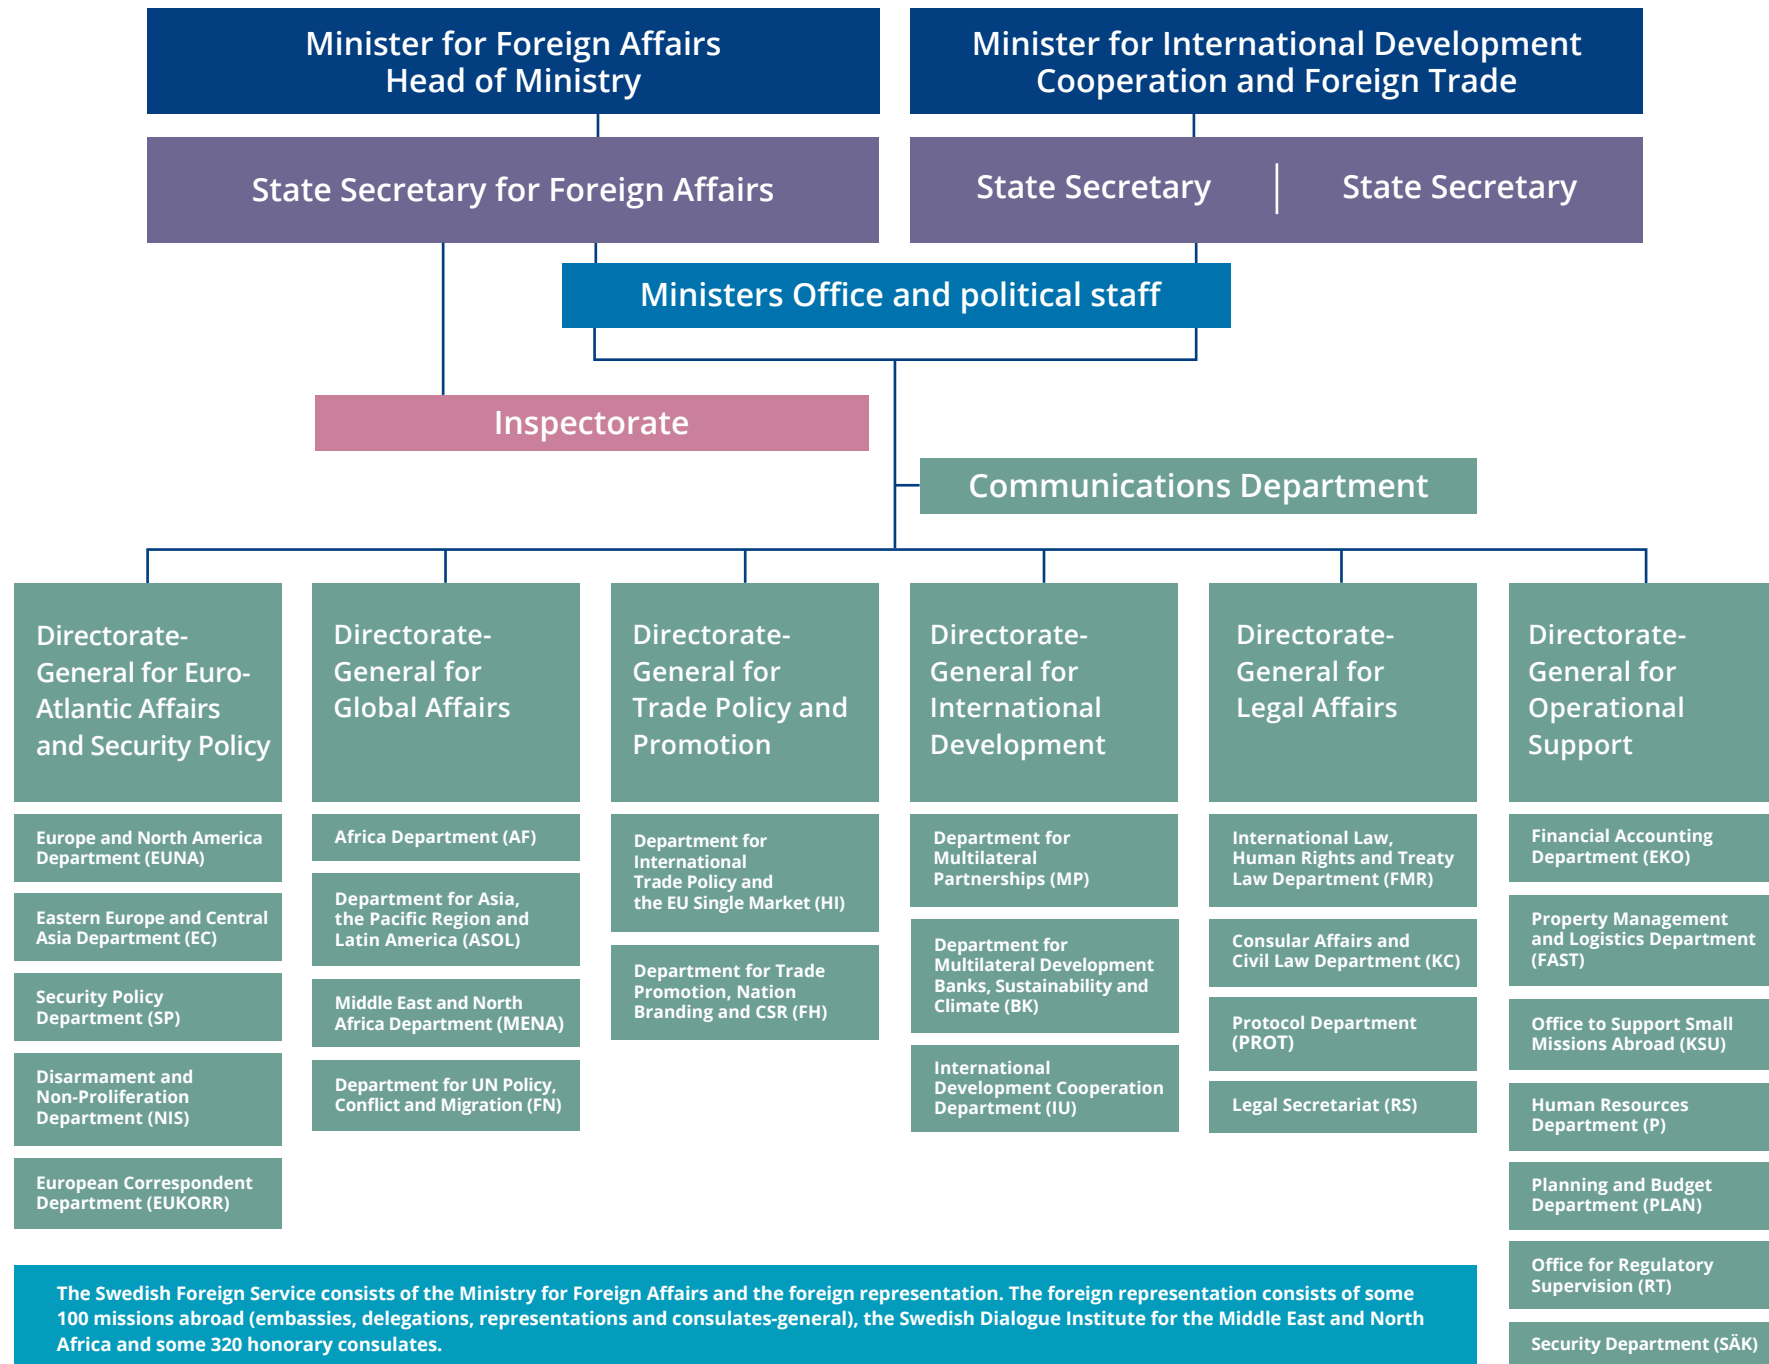 Minister for Foreign Affairs
Head of Ministry
Minister for International Development
Cooperation and Foreign Trade
State Secretary for Foreign Affairs
State Secretary
State Secretary
Ministers Office and political staff
Inspectorate
Communications Department
Directorate-
General for Euro-
Atlantic Affairs
and Security Policy
Europe and North America
Department (EUNA)
Eastern Europe and Central
Asia Department (EC)
Security Policy
Department (SP)
Disarmament and
Non-Proliferation
Department (NIS)
European Correspondent
Department (EUKORR)
Directorate-
General for
Global Affairs
Africa Department (AF)
Department for Asia,
the Pacific Region and
Latin America (ASOL)
Middle East and North
Africa Department (MENA)
Department for UN Policy,
Conflict and Migration (FN)
Directorate-
General for
Trade Policy and
Promotion
Department for
International
Trade Policy and
the EU Single Market (HI)
Department for Trade
Promotion, Nation
Branding and CSR (FH)
Directorate-
General for
International
Development
Department for
Multilateral
Partnerships (MP)
Department for
Multilateral Development
Banks, Sustainability and
Climate (BK)
International
Development Cooperation
Department (IU)
Directorate-
General for
Legal Affairs
International Law,
Human Rights and Treaty
Law Department (FMR)
Consular Affairs and
Civil Law Department (KC)
Protocol Department
(PROT)
Legal Secretariat (RS)
Directorate-
General for
Operational
Support
Financial Accounting
Department (EKO)
Property Management
and Logistics Department
(FAST)
Office to Support Small
Missions Abroad (KSU)
Human Resources
Department (P)
Planning and Budget
Department (PLAN)
Office for Regulatory
Supervision (RT)
Security Department (SÄK)
The Swedish Foreign Service consists of the Ministry for Foreign Affairs and the foreign representation. The foreign representation consists of some
100 missions abroad (embassies, delegations, representations and consulates-general), the Swedish Dialogue Institute for the Middle East and North
Africa and some 320 honorary consulates.